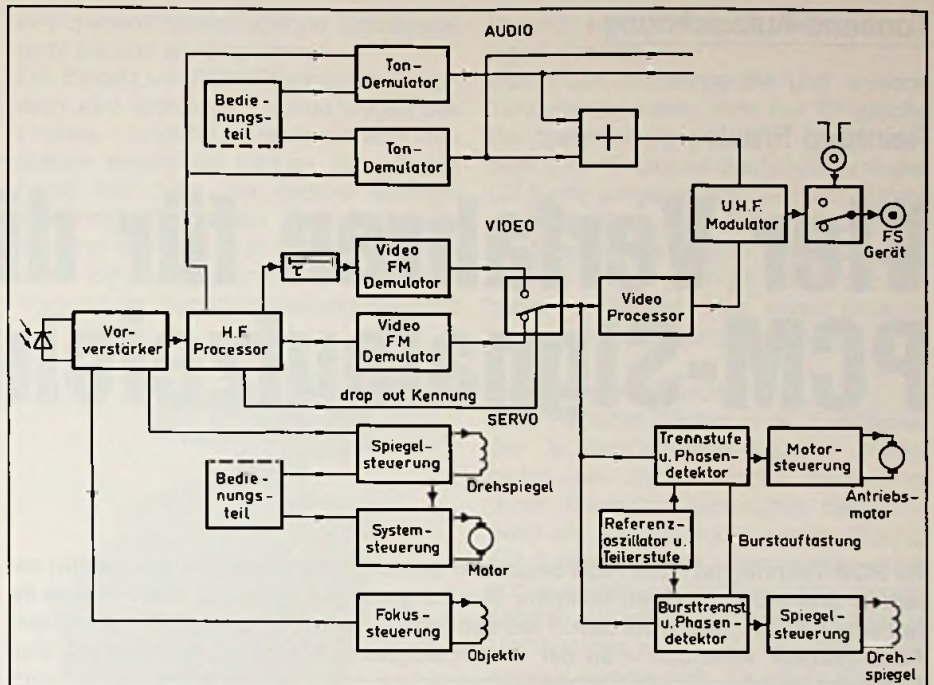 AUDIO
Ton-
Demulator
Bedie-
nungs-
teil
Ton-
Demulator
+
U.H.F.
Modulator
FS
Gerät
VIDEO
τ
Video
FM
Demulator
Video
Processor
Vor-
verstärker
H.F.
Processor
Video
FM
Demulator
drop out Kennung
SERVO
Spiegel-
steuerung
Drehspiegel
Bedie-
nungs-
teil
System-
steuerung
Motor
Fokus-
steuerung
Objektiv
Trennstufe
u. Phasen-
detektor
Motor-
steuerung
Antriebs-
motor
Referenz-
oszillator u.
Teilerstufe
Burstauftastung
Bursttrennst.
u. Phasen-
detektor
Spiegel-
steuerung
Dreh-
spiegel